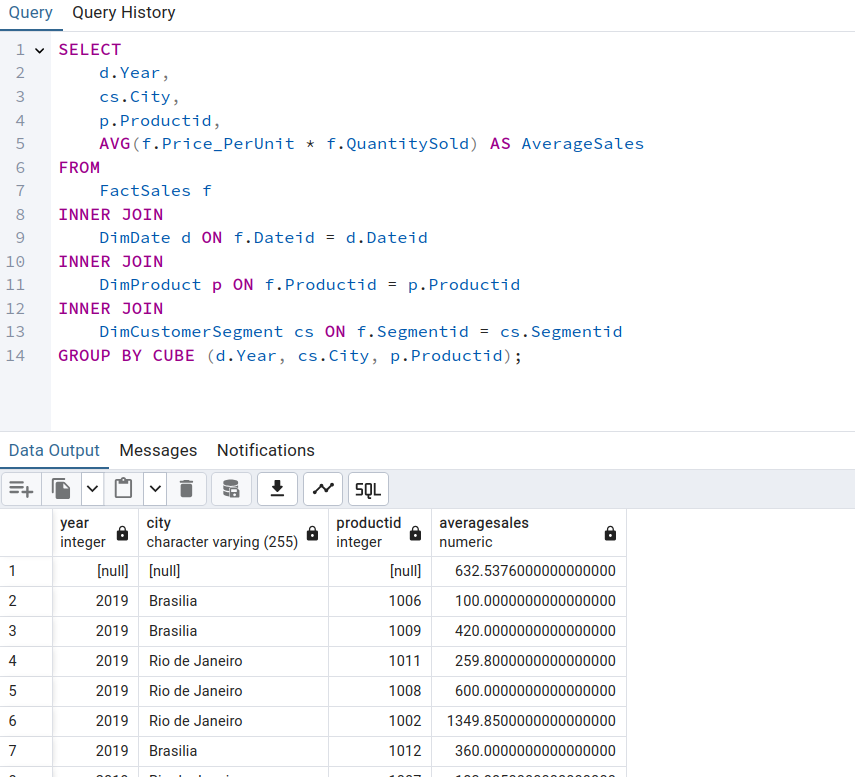 Query Query History
1 SELECT
2 d.Year,
3 cs.City,
4 p.Productid,
5 AVG(f.Price_PerUnit * f.QuantitySold) AS AverageSales
6 FROM
7 FactSales f
8 INNER JOIN
9 DimDate d ON f.Dateid = d.Dateid
10 INNER JOIN
11 DimProduct p ON f.Productid = p.Productid
12 INNER JOIN
13 DimCustomerSegment cs ON f.Segmentid = cs.Segmentid
14 GROUP BY CUBE (d.Year, cs.City, p.Productid);
Data Output Messages Notifications
SQL
year city productid averagesales
integer character varying (255) integer numeric
1 [null] [null] [null] 632.5376000000000000
2 2019 Brasilia 1006 100.0000000000000000
3 2019 Brasilia 1009 420.0000000000000000
4 2019 Rio de Janeiro 1011 259.8000000000000000
5 2019 Rio de Janeiro 1008 600.0000000000000000
6 2019 Rio de Janeiro 1002 1349.8500000000000000
7 2019 Brasilia 1012 360.0000000000000000